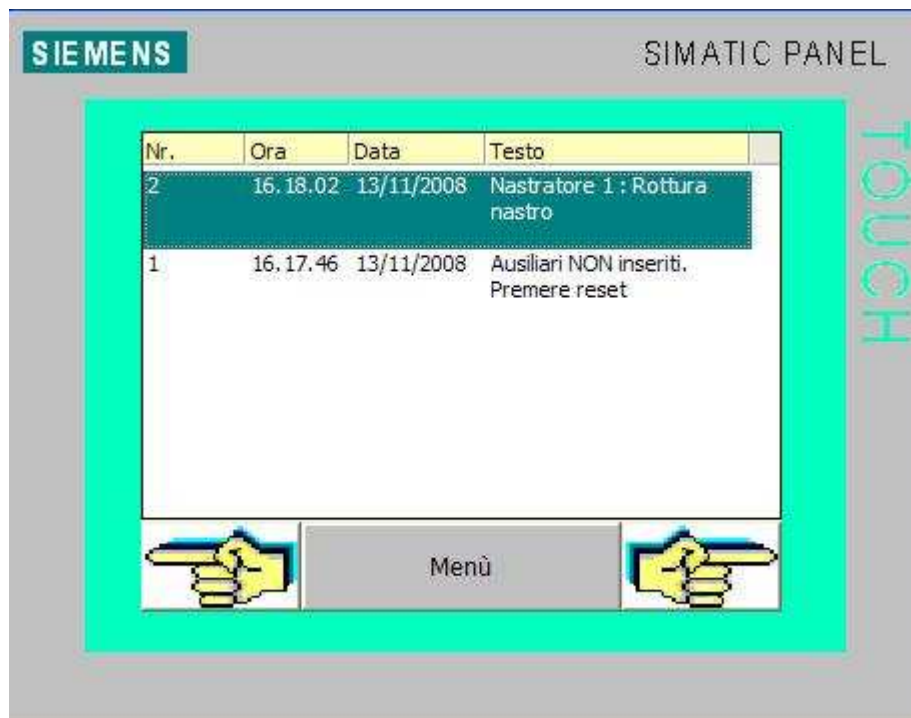 SIEMENS
SIMATIC PANEL
TOUCH
Nr. Ora Data Testo
2 16.18.02 13/11/2008 Nastratore 1 : Rottura
nastro
1 16.17.46 13/11/2008 Ausiliari NON inseriti.
Premere reset
Menù